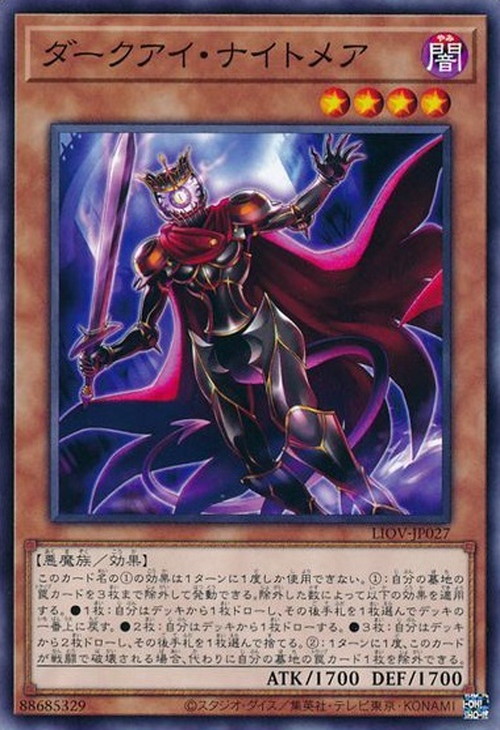 ダークアイ・ナイトメア
闇
LIOV-JP027
【悪魔族／効果】
このカード名の①の効果は1ターンに1度しか使用できない。①：自分の墓地の
罠カードを3枚まで除外して発動できる。除外した数によって以下の効果を適用
する。●1枚：自分はデッキから1枚ドローし、その後手札を1枚選んでデッキの
一番上に戻す。●2枚：自分はデッキから1枚ドローする。●3枚：自分はデッキ
から2枚ドローし、その後手札を1枚選んで捨てる。②：1ターンに1度、このカード
が戦闘で破壊される場合、代わりに自分の墓地の罠カード1枚を除外できる。
ATK/1700 DEF/1700
88685329 ©スタジオ・ダイス／集英社・テレビ東京・KONAMI